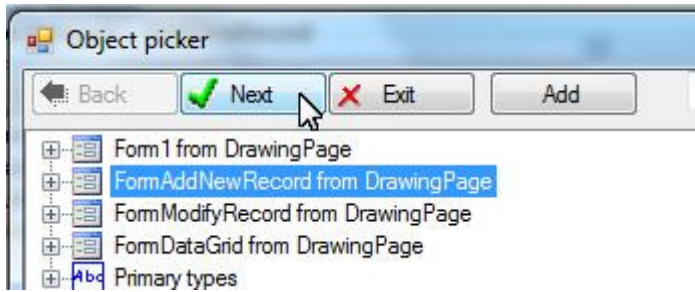 Object picker
Back Next Exit Add
Form1 from DrawingPage
FormAddNewRecord from DrawingPage
FormModifyRecord from DrawingPage
FormDataGrid from DrawingPage
Abc Primary types